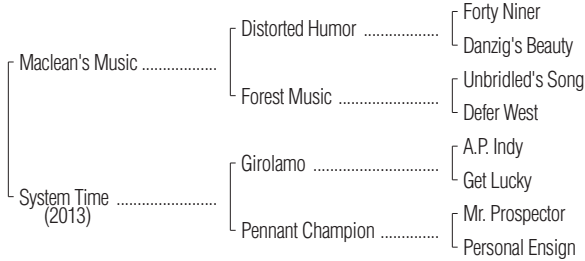 Forty Niner
Distorted Humor ..................
Danzig's Beauty
Maclean's Music ..................
Unbridled's Song
Forest Music ........................
Defer West
A.P. Indy
Girolamo ..............................
Get Lucky
System Time ........................
(2013)
Mr. Prospector
Pennant Champion ..............
Personal Ensign